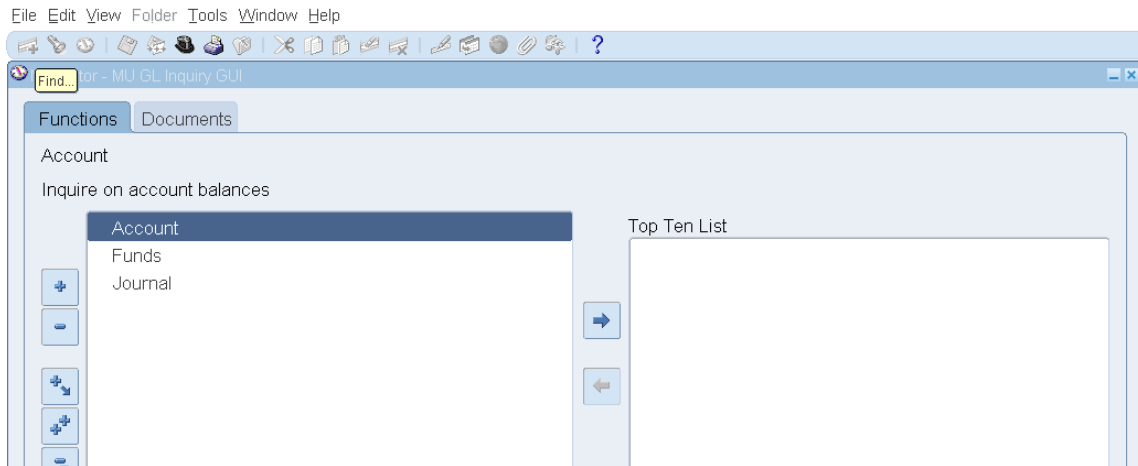 File Edit View Folder Tools Window Help
?
Find...
tor - MU GL Inquiry GUI
Functions Documents
Account
Inquire on account balances
Account
Funds
Journal
Top Ten List